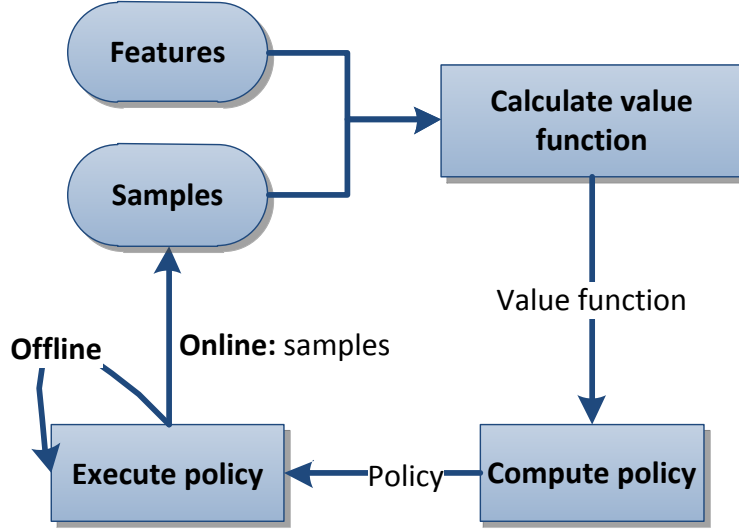 Features
Calculate value
function
Samples
Value function
Offline
Online: samples
Execute policy
Policy
Compute policy